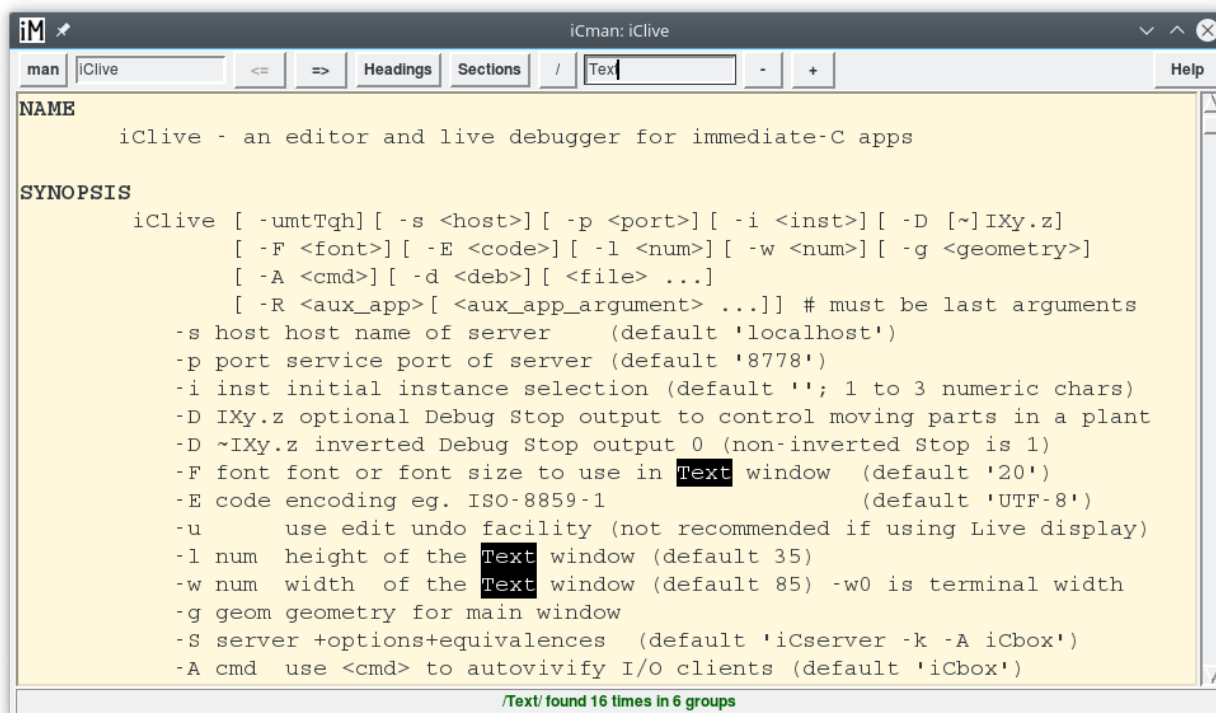 iM iCman: iClive
man iClive <= => Headings Sections / Text - + Help
NAME
iClive - an editor and live debugger for immediate-C apps
SYNOPSIS
iClive [ -umtTqh][ -s <host>][ -p <port>][ -i <inst>][ -D [~]IXy.z]
[ -F <font>][ -E <code>][ -l <num>][ -w <num>][ -g <geometry>]
[ -A <cmd>][ -d <deb>][ <file> ...]
[ -R <aux_app>[ <aux_app_argument> ...]] # must be last arguments
-s host host name of server (default 'localhost')
-p port service port of server (default '8778')
-i inst initial instance selection (default ''; 1 to 3 numeric chars)
-D IXy.z optional Debug Stop output to control moving parts in a plant
-D ~IXy.z inverted Debug Stop output 0 (non-inverted Stop is 1)
-F font font or font size to use in Text window (default '20')
-E code encoding eg. ISO-8859-1 (default 'UTF-8')
-u use edit undo facility (not recommended if using Live display)
-l num height of the Text window (default 35)
-w num width of the Text window (default 85) -w0 is terminal width
-g geom geometry for main window
-S server +options+equivalences (default 'iCserver -k -A iCbox')
-A cmd use <cmd> to autovivify I/O clients (default 'iCbox')
/Text/ found 16 times in 6 groups